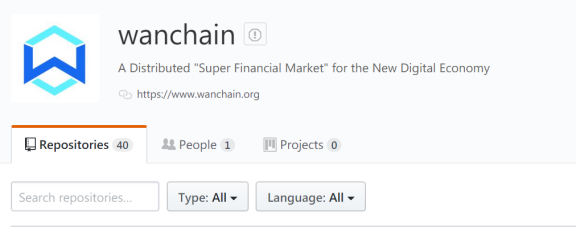 wanchain
A Distributed "Super Financial Market" for the New Digital Economy
https://www.wanchain.org
Repositories 40 People 1 Projects 0
Search repositories... Type: All Language: All